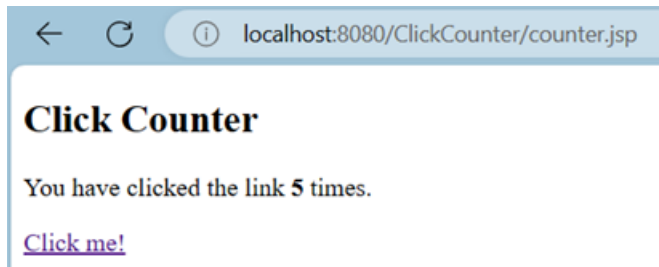 localhost:8080/ClickCounter/counter.jsp
Click Counter
You have clicked the link 5 times.
Click me!